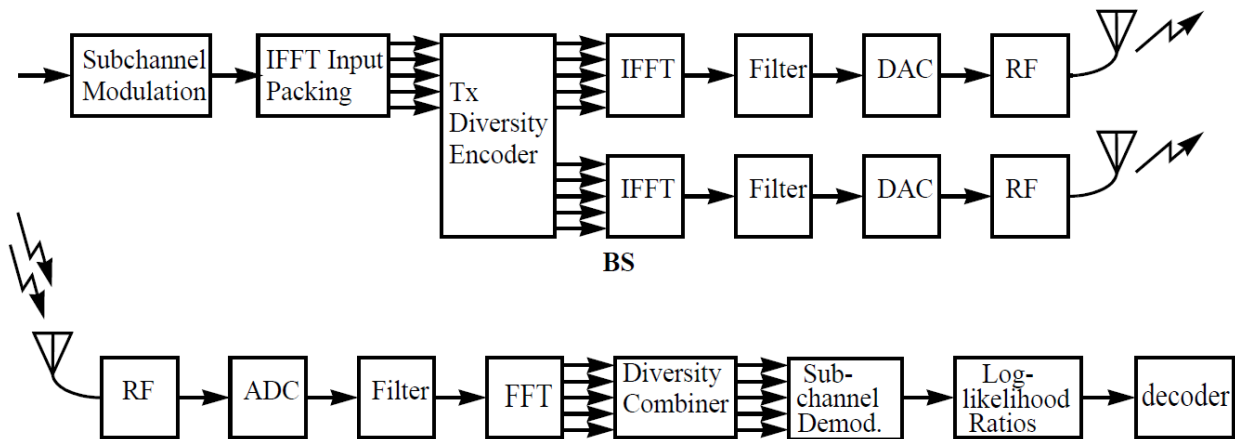 Subchannel
Modulation
IFFT Input
Packing
Tx
Diversity
Encoder
IFFT
Filter
DAC
RF
IFFT
Filter
DAC
RF
BS
RF
ADC
Filter
FFT
Diversity
Combiner
Sub-
channel
Demod.
Log-
likelihood
Ratios
decoder